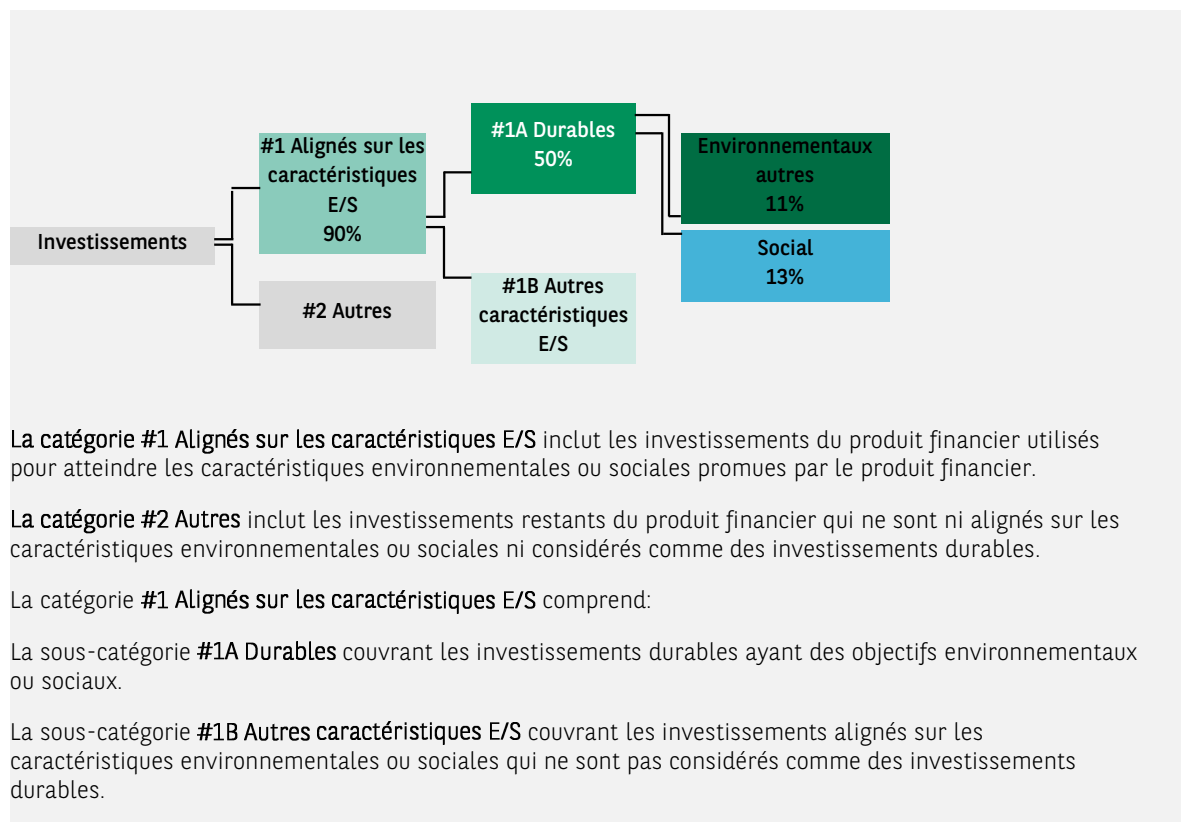 #1A Durables
50%
#1 Alignés sur les
caractéristiques
E/S
90%
Environnementaux
autres
11%
Investissements
Social
13%
#2 Autres
#1B Autres
caractéristiques
E/S
La catégorie #1 Alignés sur les caractéristiques E/S inclut les investissements du produit financier utilisés
pour atteindre les caractéristiques environnementales ou sociales promues par le produit financier.
La catégorie #2 Autres inclut les investissements restants du produit financier qui ne sont ni alignés sur les
caractéristiques environnementales ou sociales ni considérés comme des investissements durables.
La catégorie #1 Alignés sur les caractéristiques E/S comprend:
La sous-catégorie #1A Durables couvrant les investissements durables ayant des objectifs environnementaux
ou sociaux.
La sous-catégorie #1B Autres caractéristiques E/S couvrant les investissements alignés sur les
caractéristiques environnementales ou sociales qui ne sont pas considérés comme des investissements
durables.